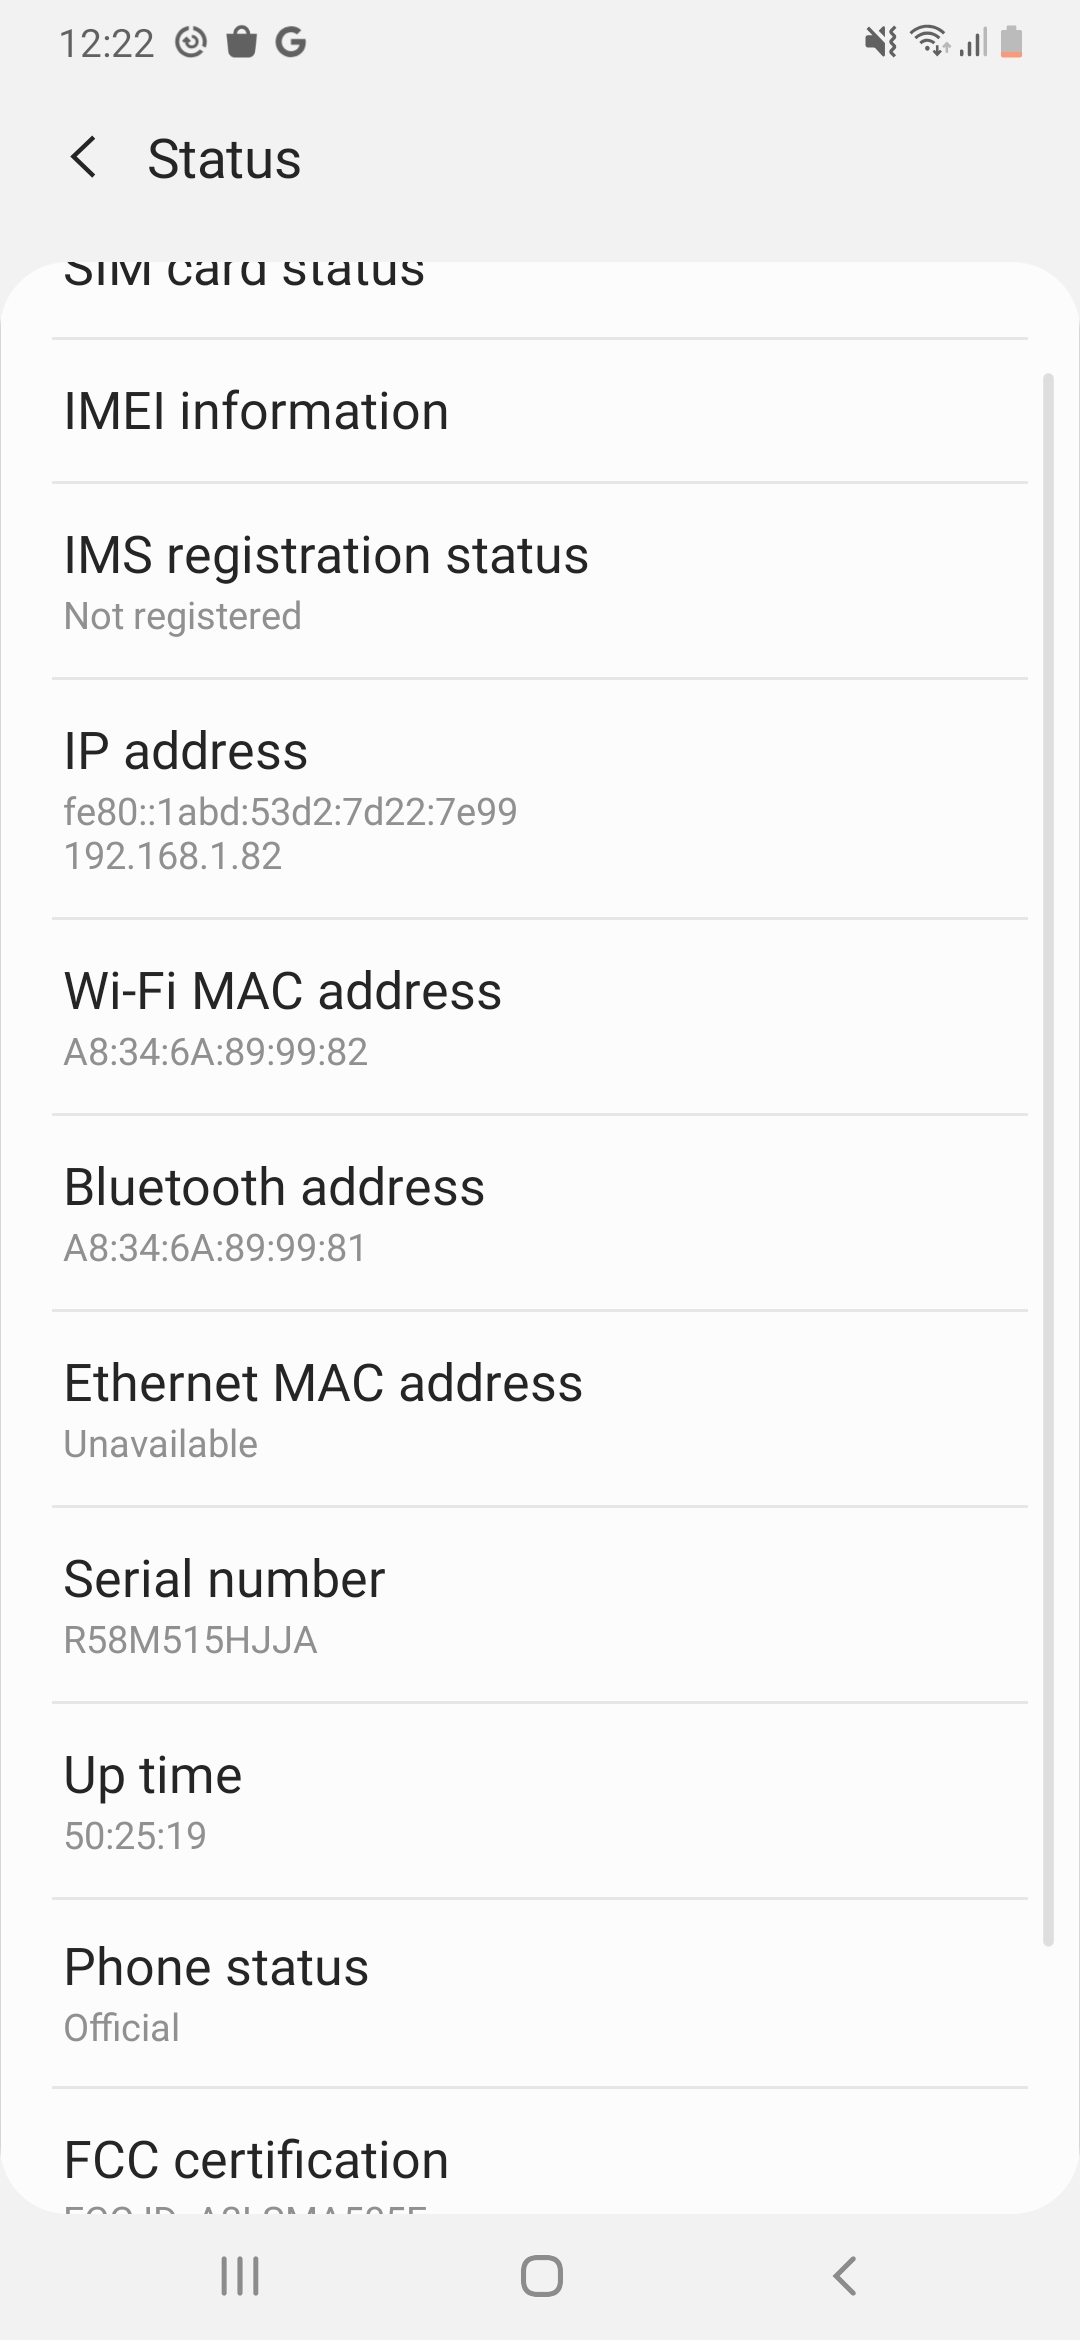 12:22
Status
SIM card status
IMEI information
IMS registration status
Not registered
IP address
fe80::1abd:53d2:7d22:7e99
192.168.1.82
Wi-Fi MAC address
A8:34:6A:89:99:82
Bluetooth address
A8:34:6A:89:99:81
Ethernet MAC address
Unavailable
Serial number
R58M515HJJA
Up time
50:25:19
Phone status
Official
FCC certification
FCC ID: